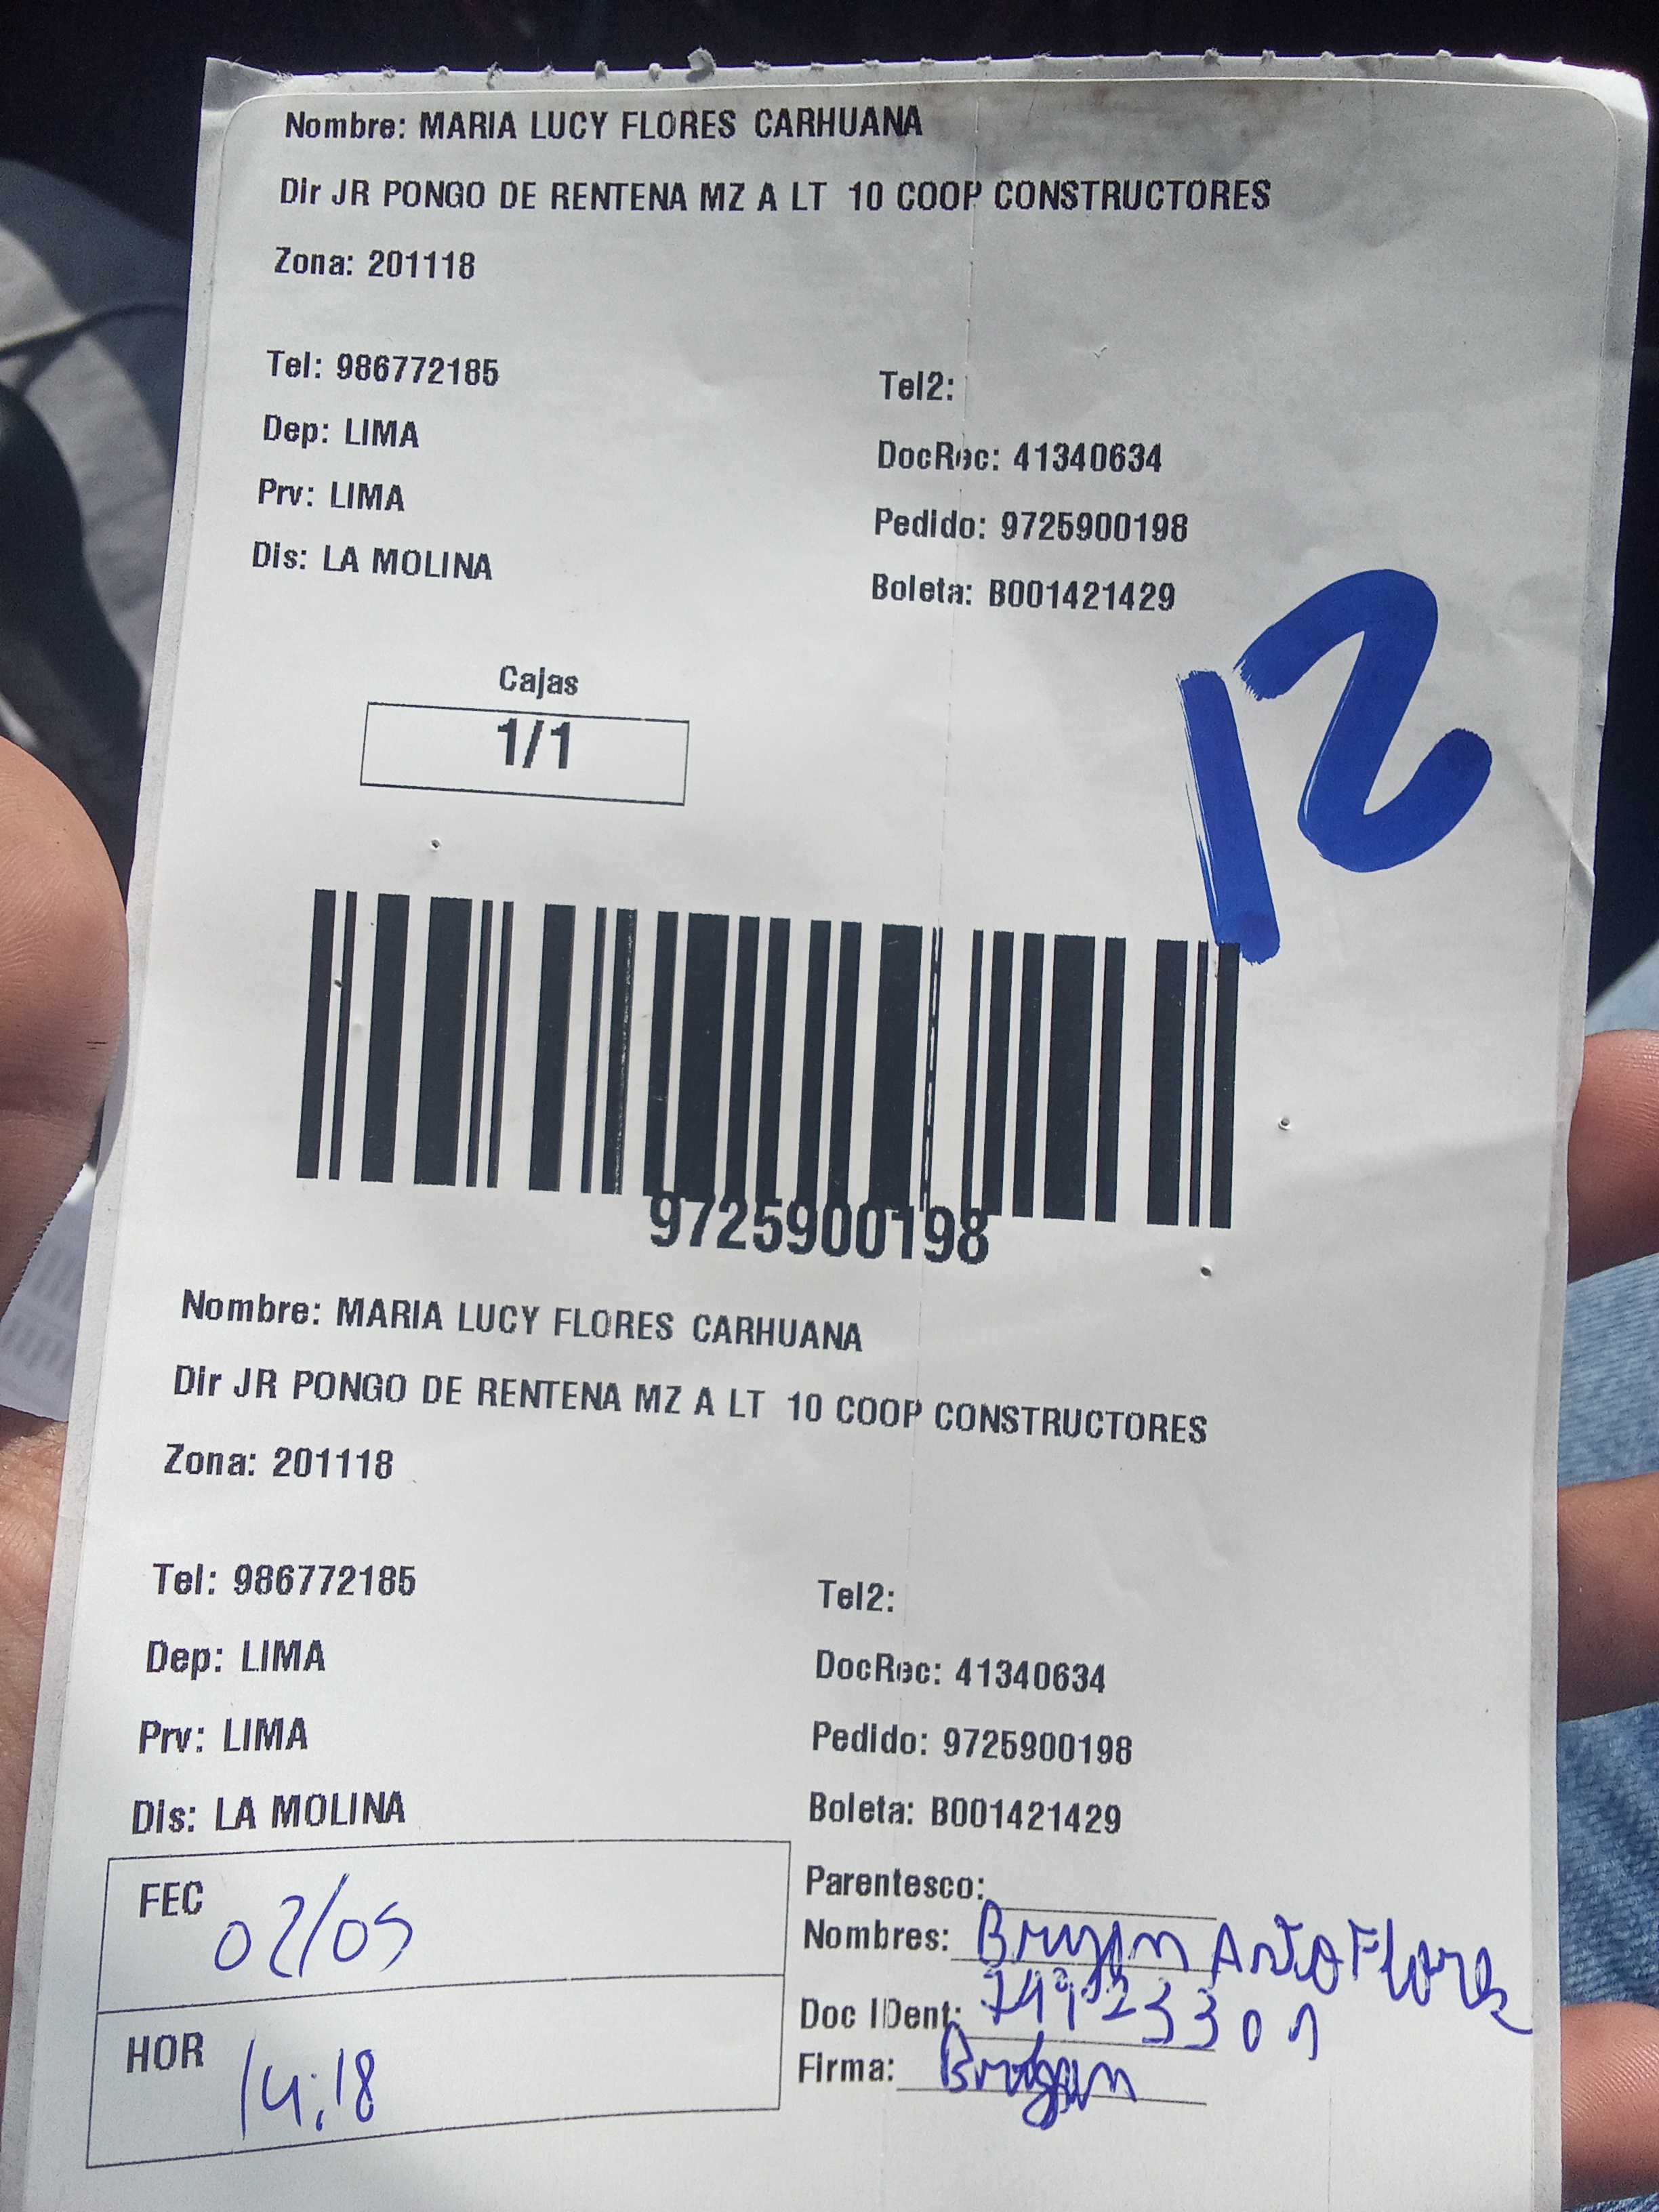 Nombre: MARIA LUCY FLORES CARHUANA
Dir JR PONGO DE RENTENA MZ A LT 10 COOP CONSTRUCTORES
Zona: 201118
Tel: 986772185
Tel2:
Dep: LIMA
DocRec: 41340634
Prv: LIMA
Pedido: 9725900198
Dis: LA MOLINA
Boleta: B001421429
12
Cajas
1/1
9725900198
Nombre: MARIA LUCY FLORES CARHUANA
Dir JR PONGO DE RENTENA MZ A LT 10 COOP CONSTRUCTORES
Zona: 201118
Tel: 986772185
Tel2:
Dep: LIMA
DocRec: 41340634
Prv: LIMA
Pedido: 9725900198
Dis: LA MOLINA
Boleta: B001421429
FEC 02/05
Parentesco:
Nombres: Bryan Flores
Doc IDent:
HOR 14:18
Firma: Bryan